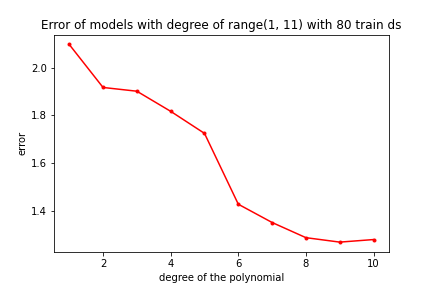 Error of models with degree of range(1, 11) with 80 train ds
error
2.0
1.8
1.6
1.4
2 4 6 8 10
degree of the polynomial